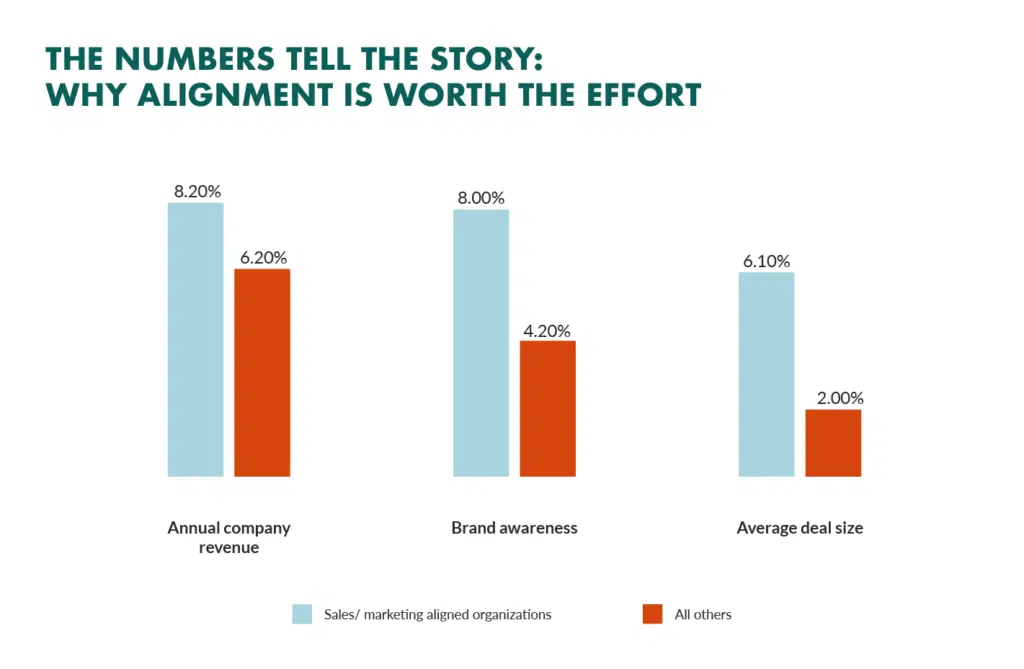 THE NUMBERS TELL THE STORY:
WHY ALIGNMENT IS WORTH THE EFFORT
8.20%
6.20%
8.00%
4.20%
6.10%
2.00%
Annual company
revenue
Brand awareness
Average deal size
Sales/ marketing aligned organizations
All others